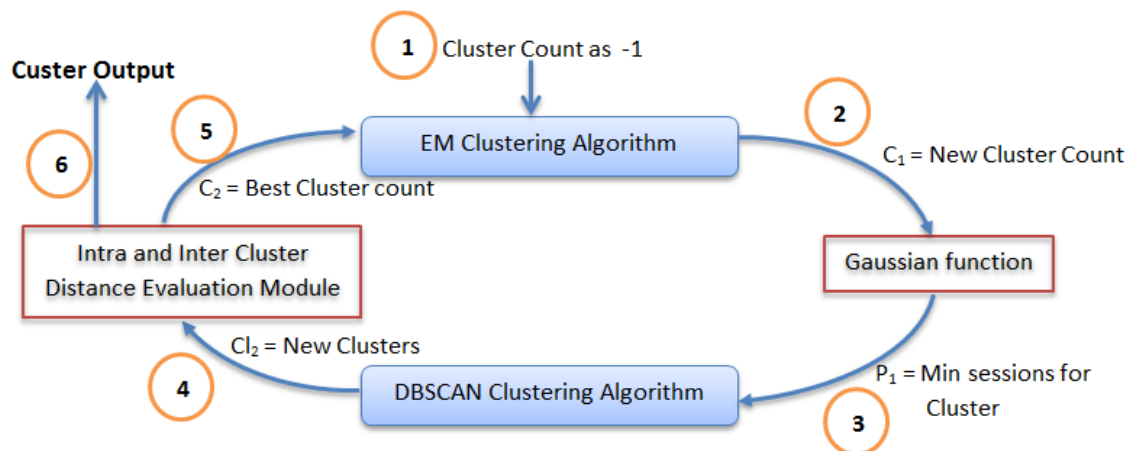 1
Cluster Count as -1
Custer Output
2
5
EM Clustering Algorithm
6
C₁ = New Cluster Count
C₂ = Best Cluster count
Intra and Inter Cluster
Distance Evaluation Module
Gaussian function
Cl₂ = New Clusters
4
DBSCAN Clustering Algorithm
P₁ = Min sessions for
Cluster
3